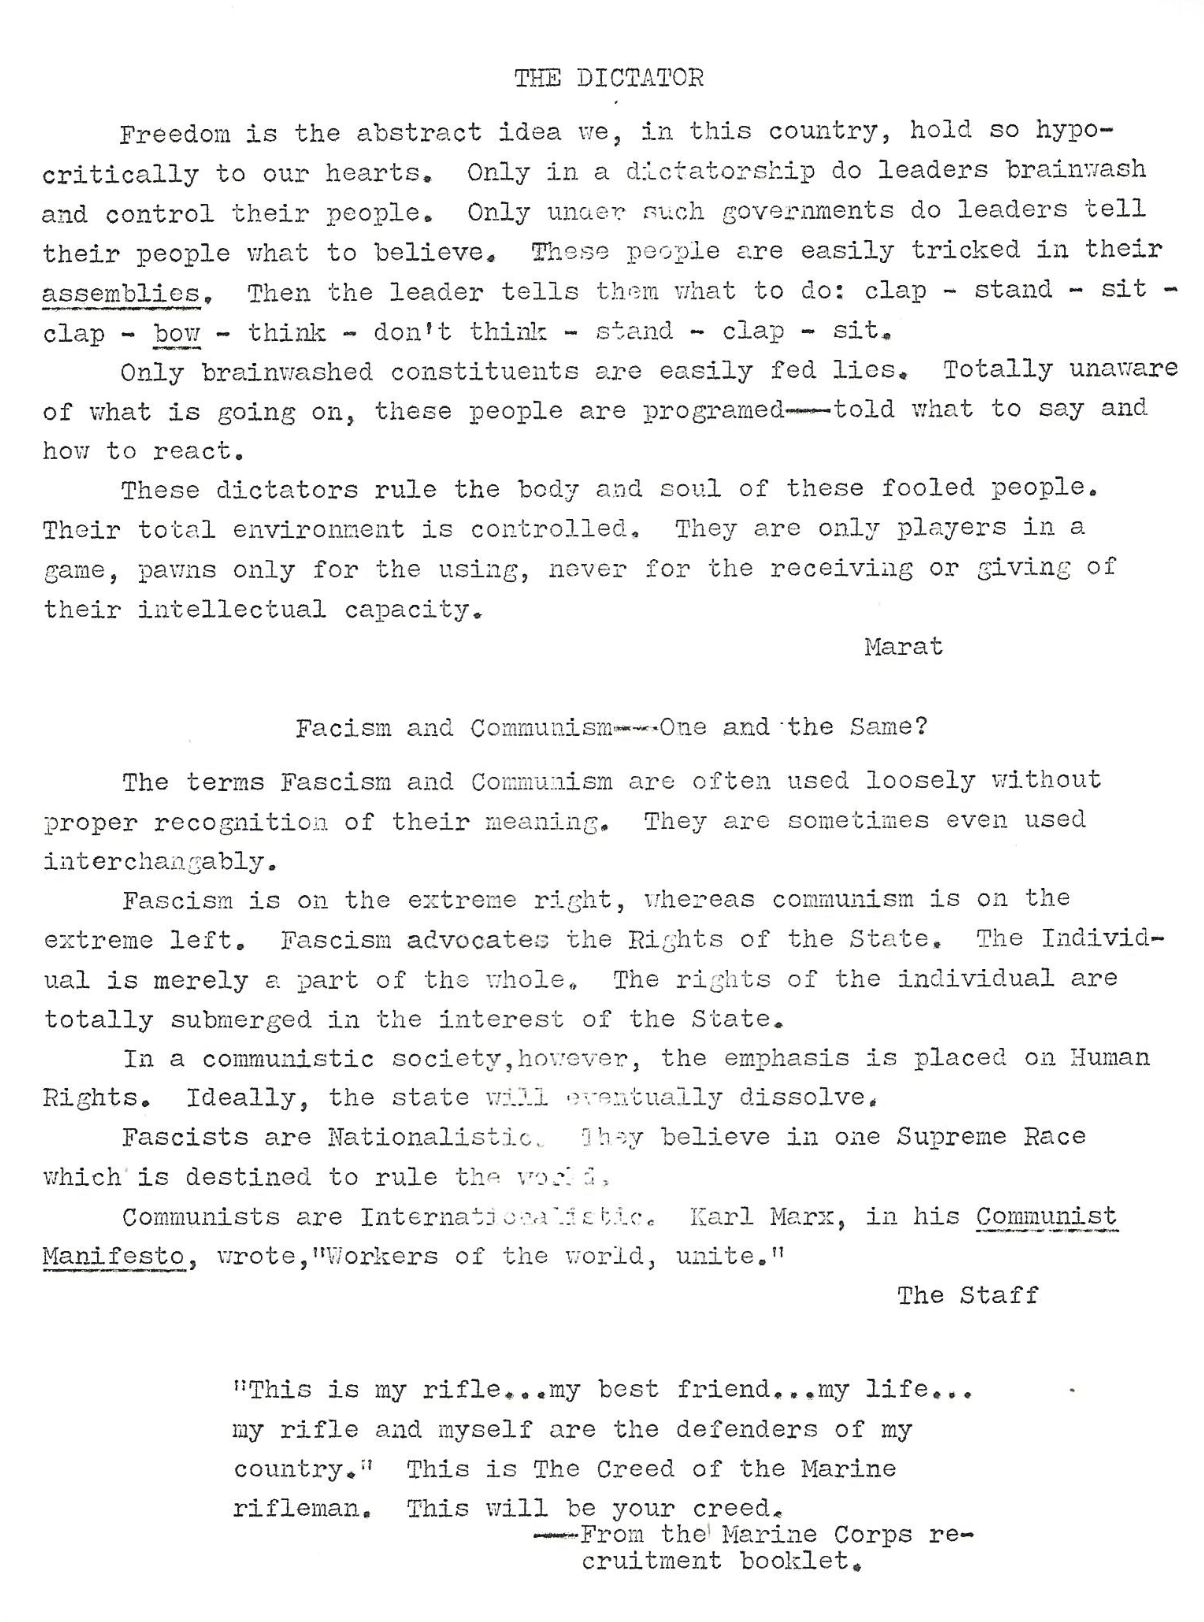 THE DICTATOR
Freedom is the abstract idea we, in this country, hold so hypo-
critically to our hearts. Only in a dictatorship do leaders brainwash
and control their people. Only under such governments do leaders tell
their people what to believe. These people are easily tricked in their
assemblies. Then the leader tells them what to do: clap - stand - sit -
clap - bow - think - don't think - stand - clap - sit.
Only brainwashed constituents are easily fed lies. Totally unaware
of what is going on, these people are programed--told what to say and
how to react.
These dictators rule the body and soul of these fooled people.
Their total environment is controlled. They are only players in a
game, pawns only for the using, never for the receiving or giving of
their intellectual capacity.
Marat
Facism and Communism---One and the Same?
The terms Fascism and Communism are often used loosely without
proper recognition of their meaning. They are sometimes even used
interchangably.
Fascism is on the extreme right, whereas communism is on the
extreme left. Fascism advocates the Rights of the State. The Individ-
ual is merely a part of the whole. The rights of the individual are
totally submerged in the interest of the State.
In a communistic society,however, the emphasis is placed on Human
Rights. Ideally, the state will eventually dissolve.
Fascists are Nationalistic. They believe in one Supreme Race
which is destined to rule the world.
Communists are Internationalistic. Karl Marx, in his Communist
Manifesto, wrote,"Workers of the world, unite."
The Staff
"This is my rifle...my best friend...my life...
my rifle and myself are the defenders of my
country." This is The Creed of the Marine
rifleman. This will be your creed.
--From the Marine Corps re-
cruitment booklet.